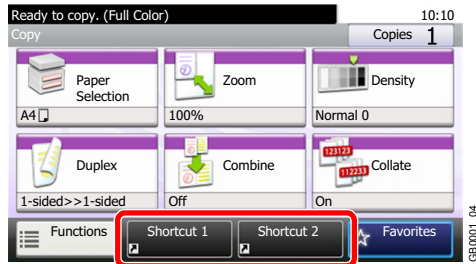 Ready to copy. (Full Color) 10:10
Copy Copies 1
Paper
Selection
Zoom
Density
A4 100% Normal 0
Duplex Combine 123123
112233 Collate
1-sided>>1-sided Off On
Functions Shortcut 1 Shortcut 2 Favorites
GB0001_04